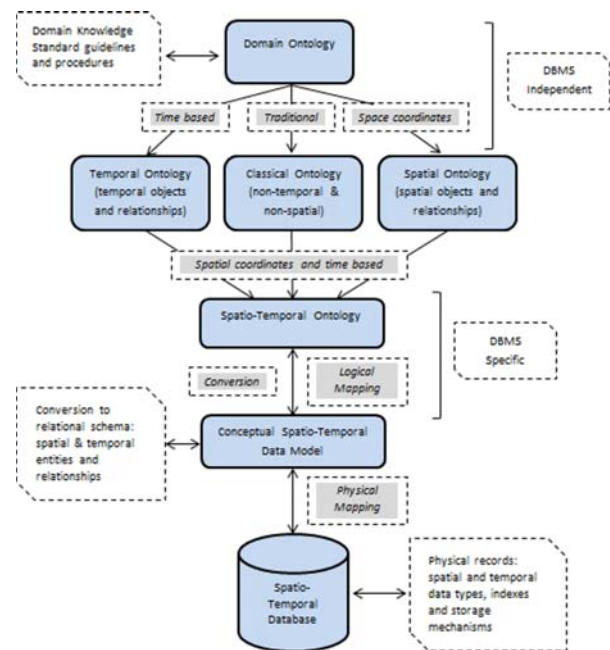 Domain Knowledge
Standard guidelines
and procedures
Domain Ontology
DBMS
Independent
Time based
Traditional
Space coordinates
Temporal Ontology
(temporal objects
and relationships)
Classical Ontology
(non-temporal &
non-spatial)
Spatial Ontology
(spatial objects and
relationships)
Spatial coordinates and time based
Spatio-Temporal Ontology
DBMS
Specific
Conversion
Logical
Mapping
Conversion to
relational schema:
spatial & temporal
entities and
relationships
Conceptual Spatio-Temporal
Data Model
Physical
Mapping
Spatio-
Temporal
Database
Physical records:
spatial and temporal
data types, indexes
and storage
mechanisms